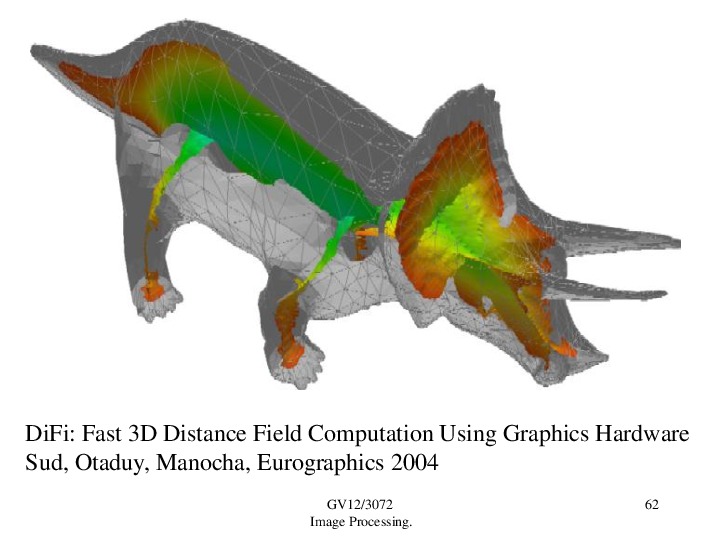 DiFi: Fast 3D Distance Field Computation Using Graphics Hardware
Sud, Otaduy, Manocha, Eurographics 2004
GV12/3072
Image Processing.
62